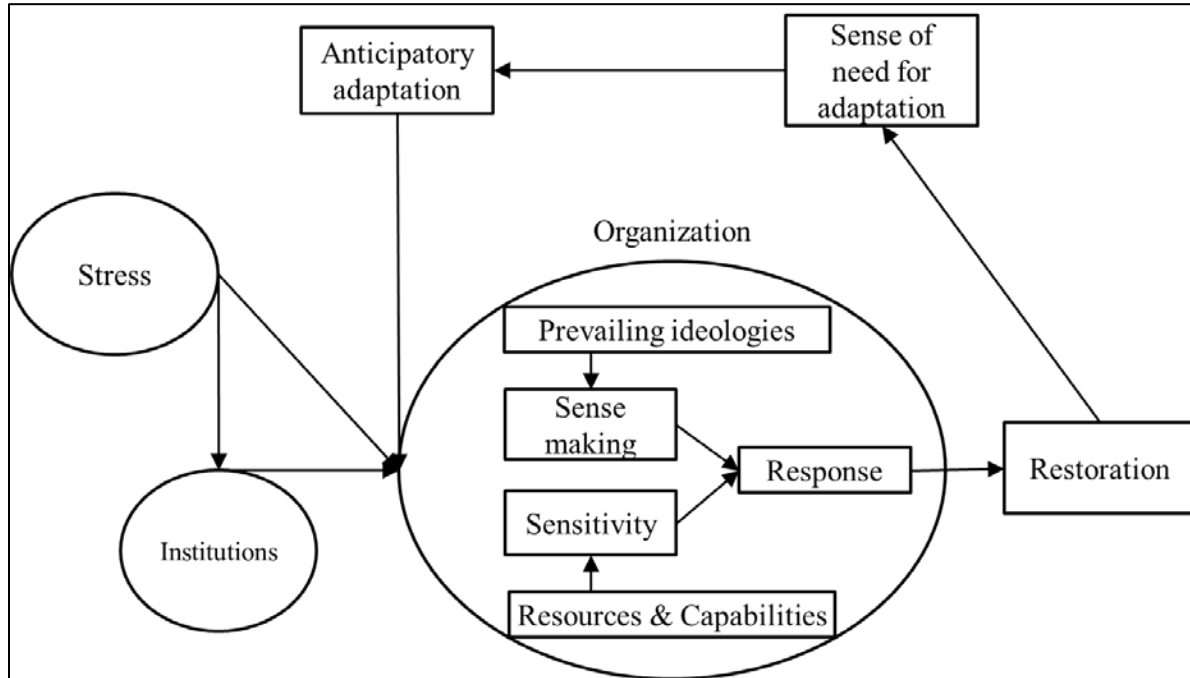 Anticipatory
adaptation
Sense of
need for
adaptation
Stress
Organization
Prevailing ideologies
Sense
making
Response
Restoration
Sensitivity
Institutions
Resources & Capabilities